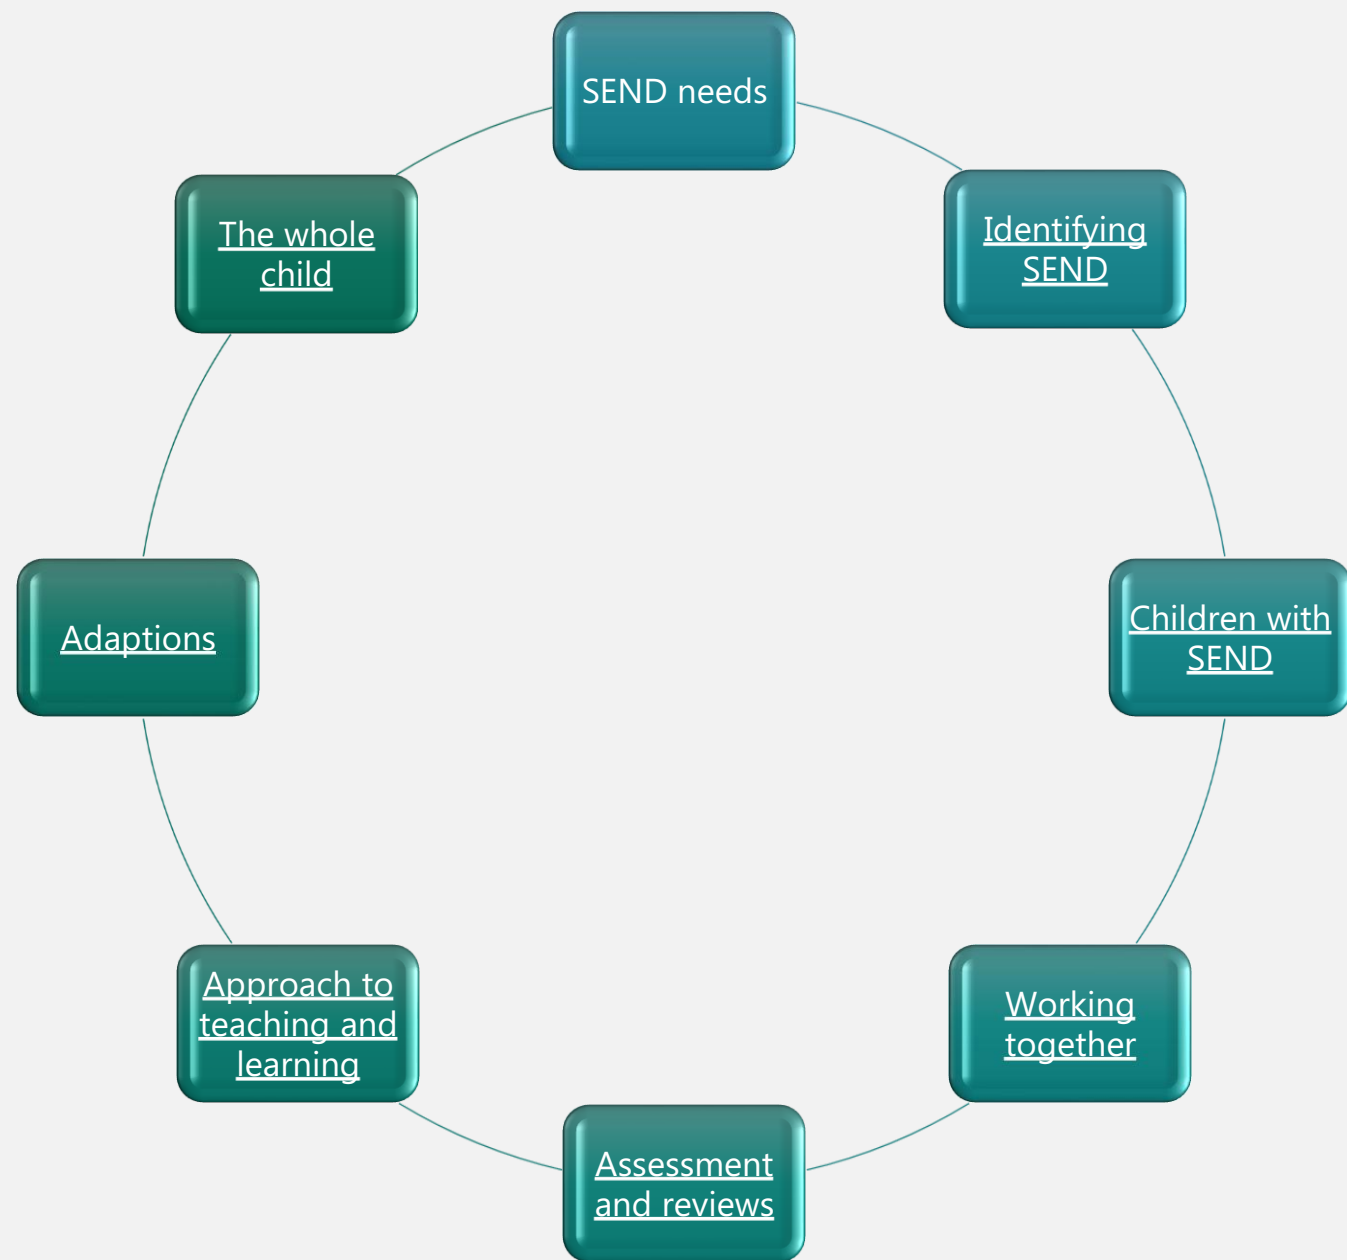 SEND needs
Identifying
SEND
Children with
SEND
Working
together
Assessment
and reviews
Approach to
teaching and
learning
Adaptions
The whole
child